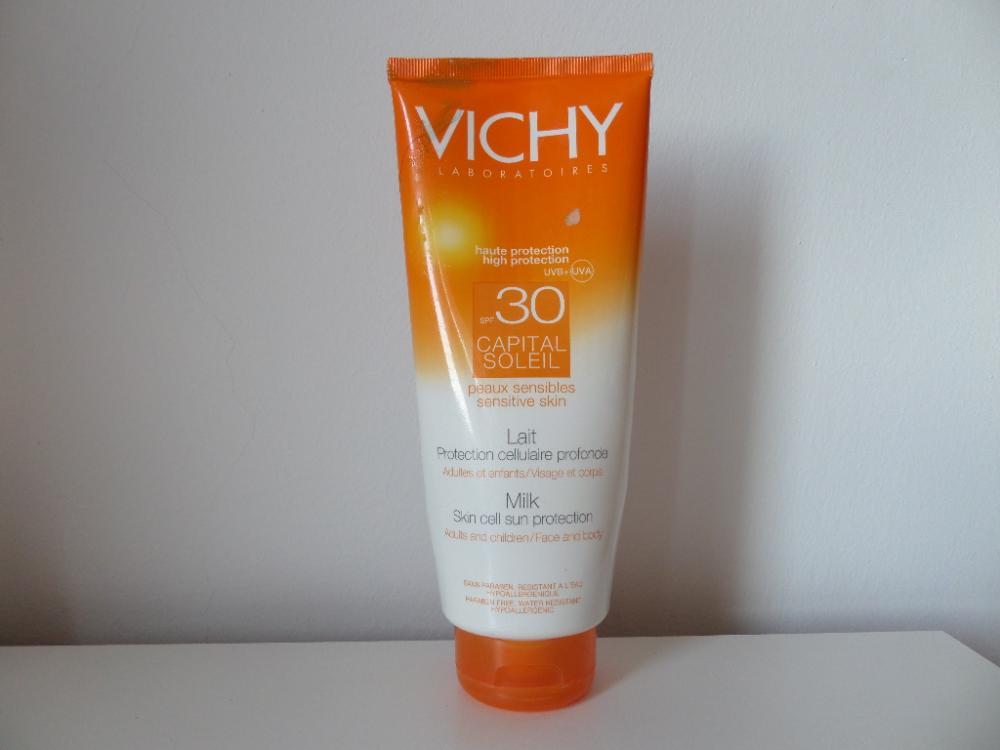 VICHY
LABORATOIRES
haute protection
high protection
UVB+UVA
SPF 30
CAPITAL
SOLEIL
peaux sensibles
sensitive skin
Lait
Protection cellulaire profonde
Adultes et enfants/Visage et corps
Milk
Skin cell sun protection
Adults and children/Face and body
SANS PARABEN, RESISTANT A L'EAU
HYPOALLERGENIQUE
PARABEN FREE, WATER RESISTANT
HYPOALLERGENIC